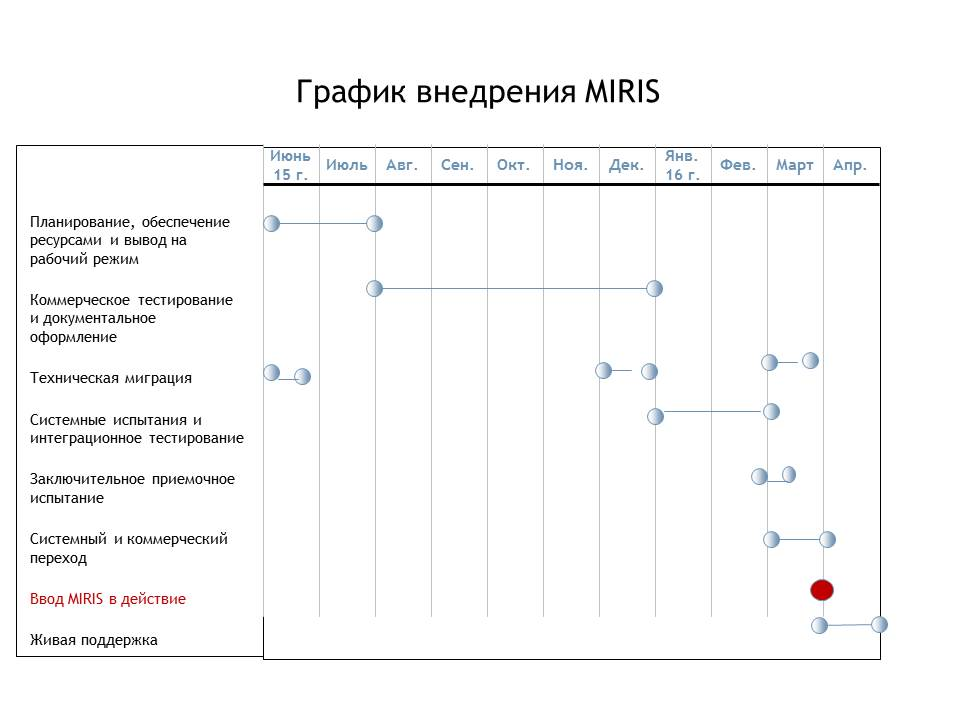 График внедрения MIRIS
Июнь 15 г. Июль Авг. Сен. Окт. Ноя. Дек. Янв. 16 г. Фев. Март Апр.
Планирование, обеспечение
ресурсами и вывод на
рабочий режим
Коммерческое тестирование
и документальное
оформление
Техническая миграция
Системные испытания и
интеграционное тестирование
Заключительное приемочное
испытание
Системный и коммерческий
переход
Ввод MIRIS в действие
Живая поддержка